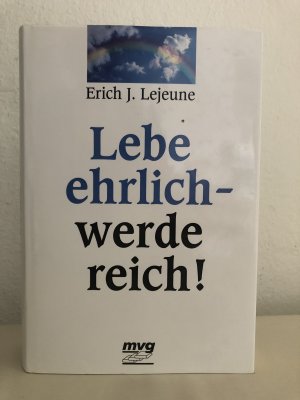 Erich J. Lejeune
Lebe
ehrlich-
werde
reich!
mvg